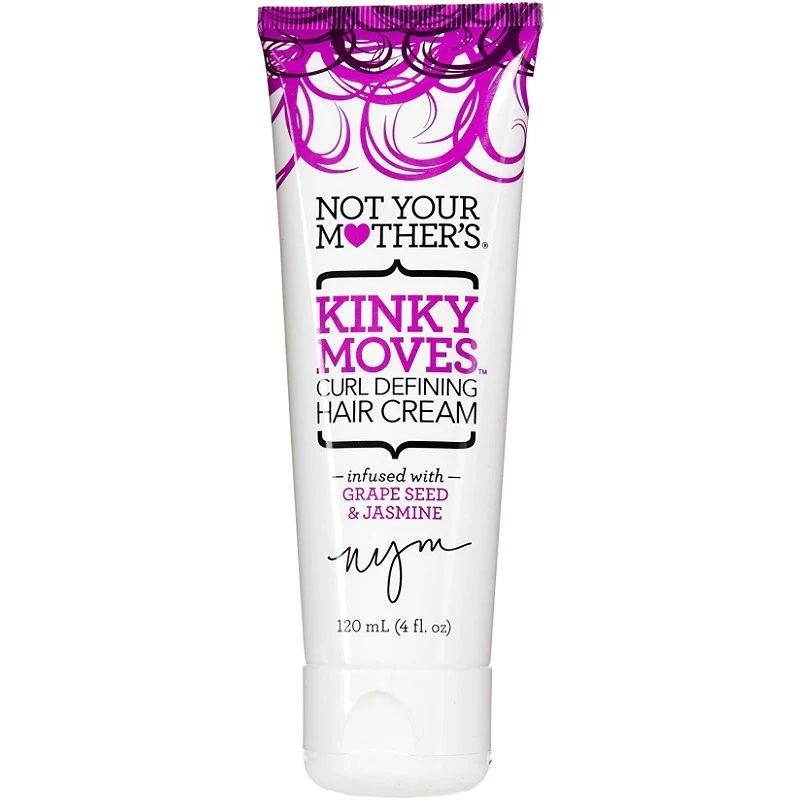 NOT YOUR
M♥THER'S®
KINKY
MOVES™
CURL DEFINING
HAIR CREAM
— infused with —
GRAPE SEED
& JASMINE
nym
120 mL (4 fl. oz)